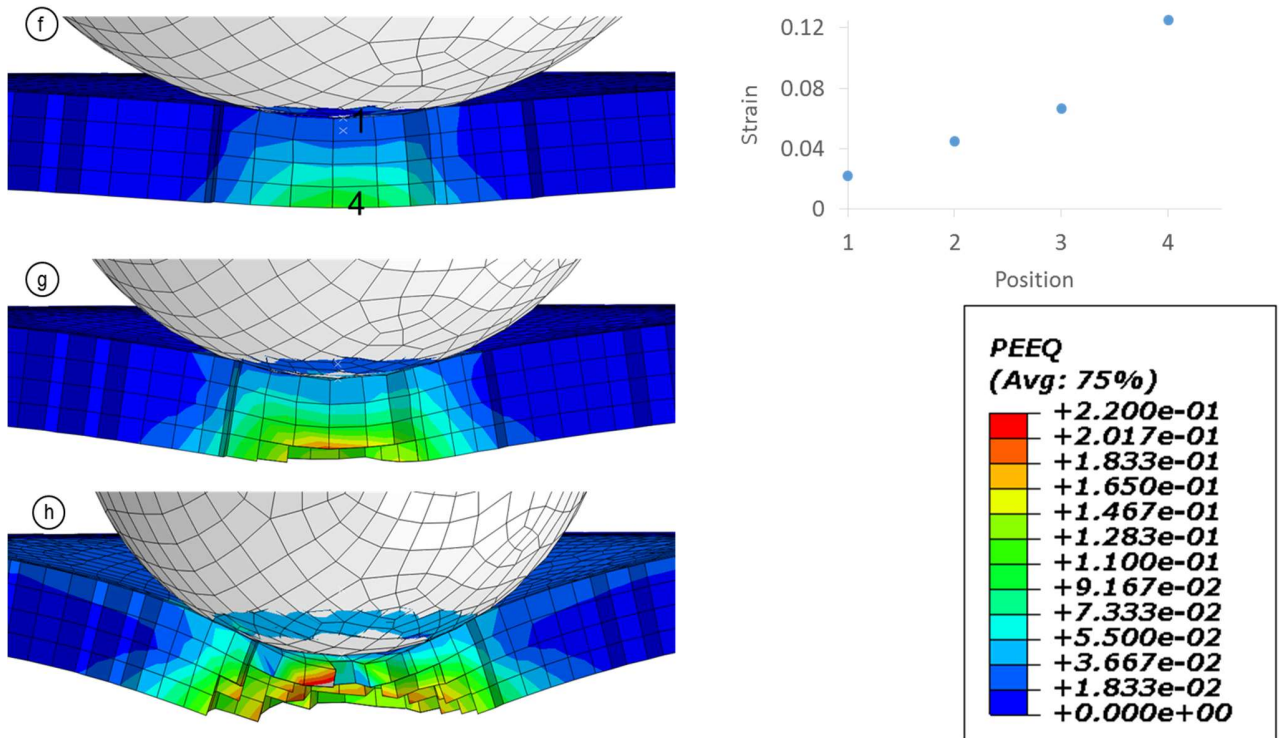 f
1
4
g
h
0.12
0.08
0.04
0
Strain
1 2 3 4
Position
PEEQ
(Avg: 75%)
+2.200e-01
+2.017e-01
+1.833e-01
+1.650e-01
+1.467e-01
+1.283e-01
+1.100e-01
+9.167e-02
+7.333e-02
+5.500e-02
+3.667e-02
+1.833e-02
+0.000e+00